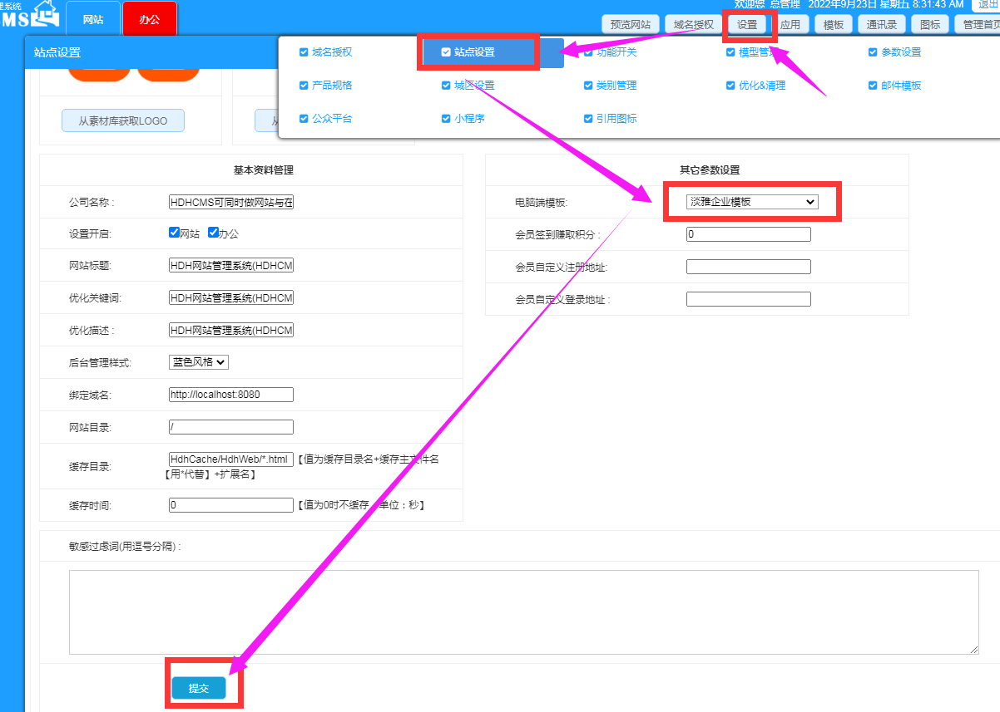 理系统
MS
网站
办公
欢迎您 总管理 2022年9月23日 星期五 8:31:43 AM
退出
预览网站
域名授权
设置
应用
模板
通讯录
图标
管理首页
站点设置
域名授权
站点设置
功能开关
模型管理
参数设置
产品规格
城区设置
类别管理
优化&清理
邮件模板
公众平台
小程序
引用图标
从素材库获取LOGO
从
基本资料管理
公司名称 :
HDHCMS可同时做网站与在
设置开启:
网站 办公
网站标题:
HDH网站管理系统(HDHCM
优化关键词:
HDH网站管理系统(HDHCM
优化描述 :
HDH网站管理系统(HDHCM
后台管理样式:
蓝色风格
绑定域名:
http://localhost:8080
网站目录:
/
缓存目录:
HdhCache/HdhWeb/*.html 【值为缓存目录名+缓存主文件名
【用*代替】+扩展名】
缓存时间:
0 【值为0时不缓存，单位：秒】
其它参数设置
电脑端模板:
淡雅企业模板
会员签到赚取积分 :
0
会员自定义注册地址:
会员自定义登录地址 :
敏感过虑词(用逗号分隔) :
提交